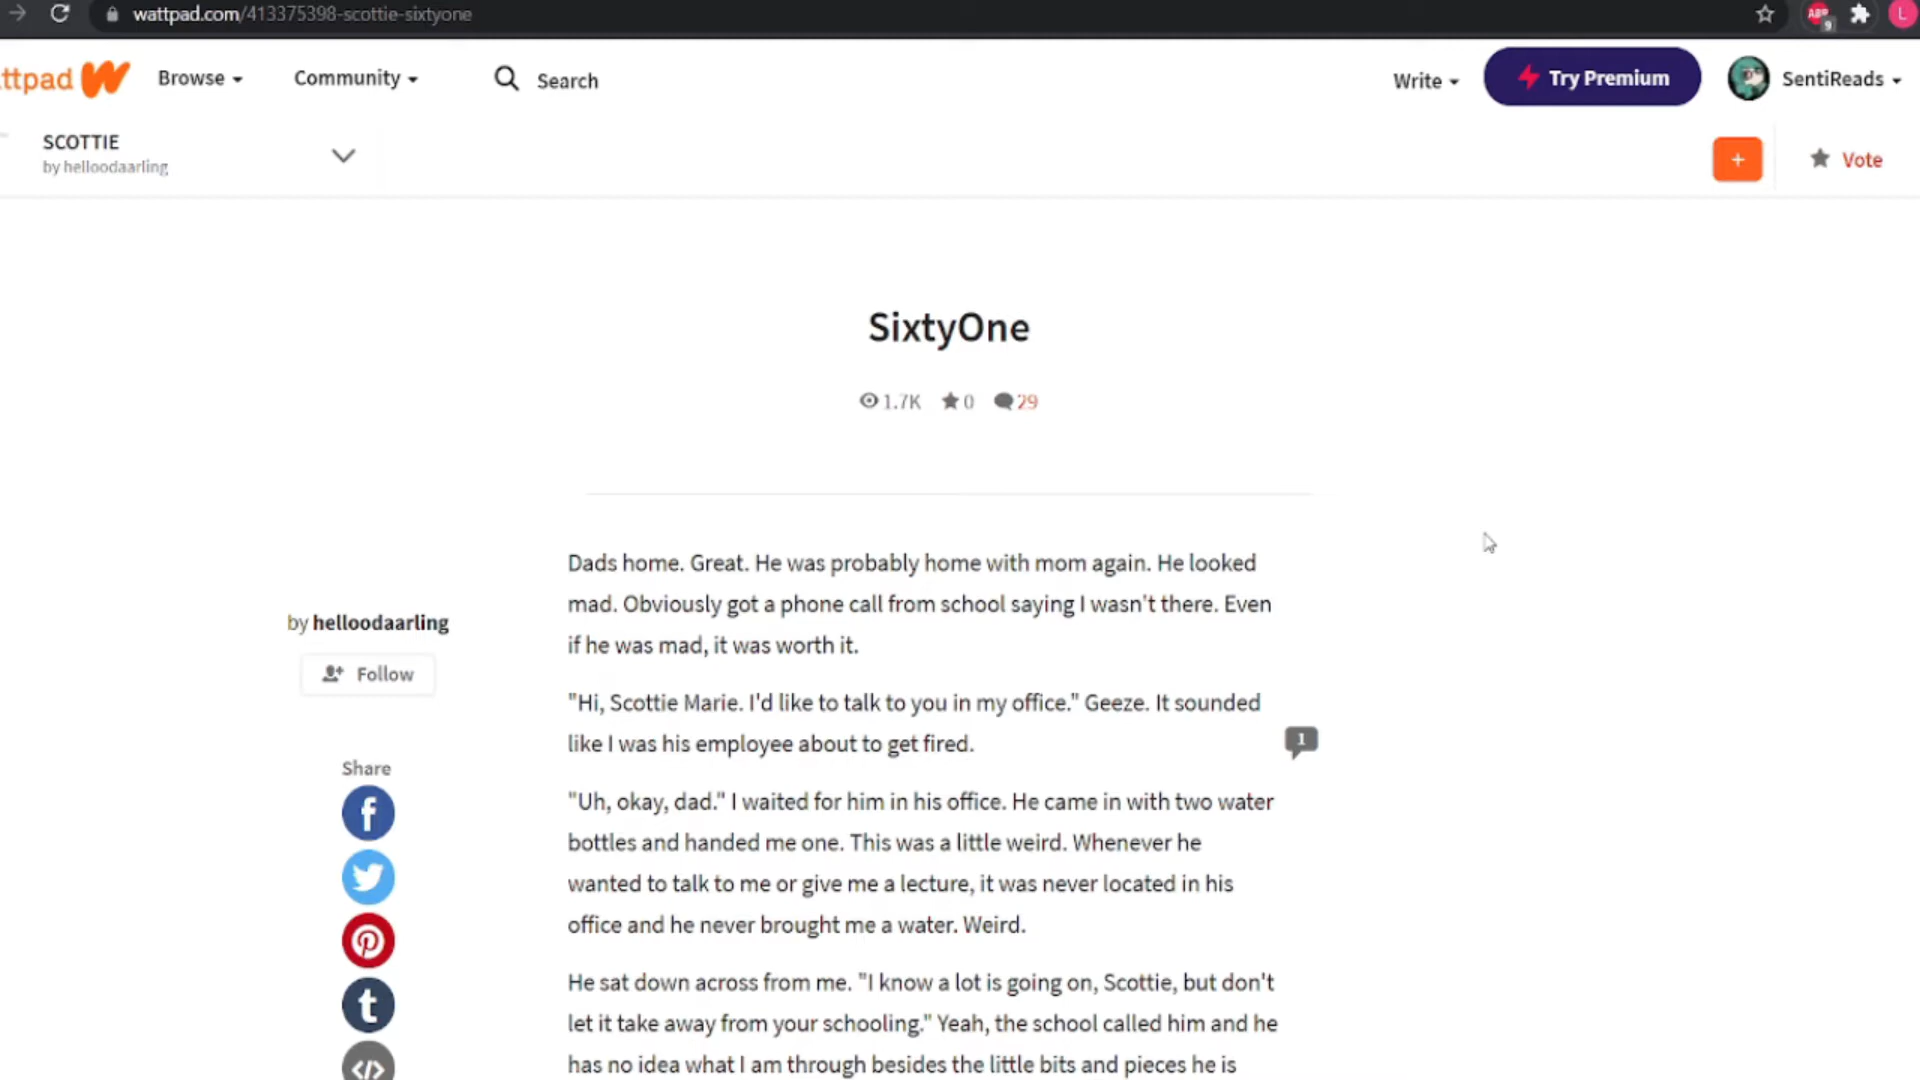 wattpad.com/413375398-scottie-sixtyone
ABP
9
L
ttpad
Browse
Community
Search
Write
Try Premium
SentiReads
SCOTTIE
by helloodaarling
+
Vote
SixtyOne
1.7K 0 29
Dads home. Great. He was probably home with mom again. He looked
mad. Obviously got a phone call from school saying I wasn't there. Even
if he was mad, it was worth it.
by helloodaarling
Follow
"Hi, Scottie Marie. I'd like to talk to you in my office." Geeze. It sounded
like I was his employee about to get fired.
1
Share
"Uh, okay, dad." I waited for him in his office. He came in with two water
bottles and handed me one. This was a little weird. Whenever he
wanted to talk to me or give me a lecture, it was never located in his
office and he never brought me a water. Weird.
He sat down across from me. "I know a lot is going on, Scottie, but don't
let it take away from your schooling." Yeah, the school called him and he
has no idea what I am through besides the little bits and pieces he is